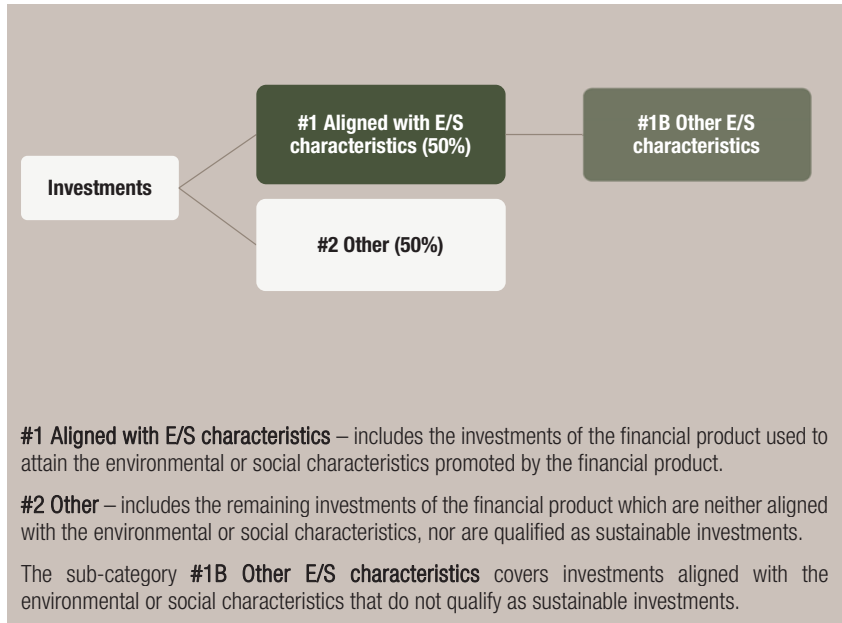 #1 Aligned with E/S
characteristics (50%)
#1B Other E/S
characteristics
Investments
#2 Other (50%)
#1 Aligned with E/S characteristics – includes the investments of the financial product used to
attain the environmental or social characteristics promoted by the financial product.
#2 Other – includes the remaining investments of the financial product which are neither aligned
with the environmental or social characteristics, nor are qualified as sustainable investments.
The sub-category #1B Other E/S characteristics covers investments aligned with the
environmental or social characteristics that do not qualify as sustainable investments.